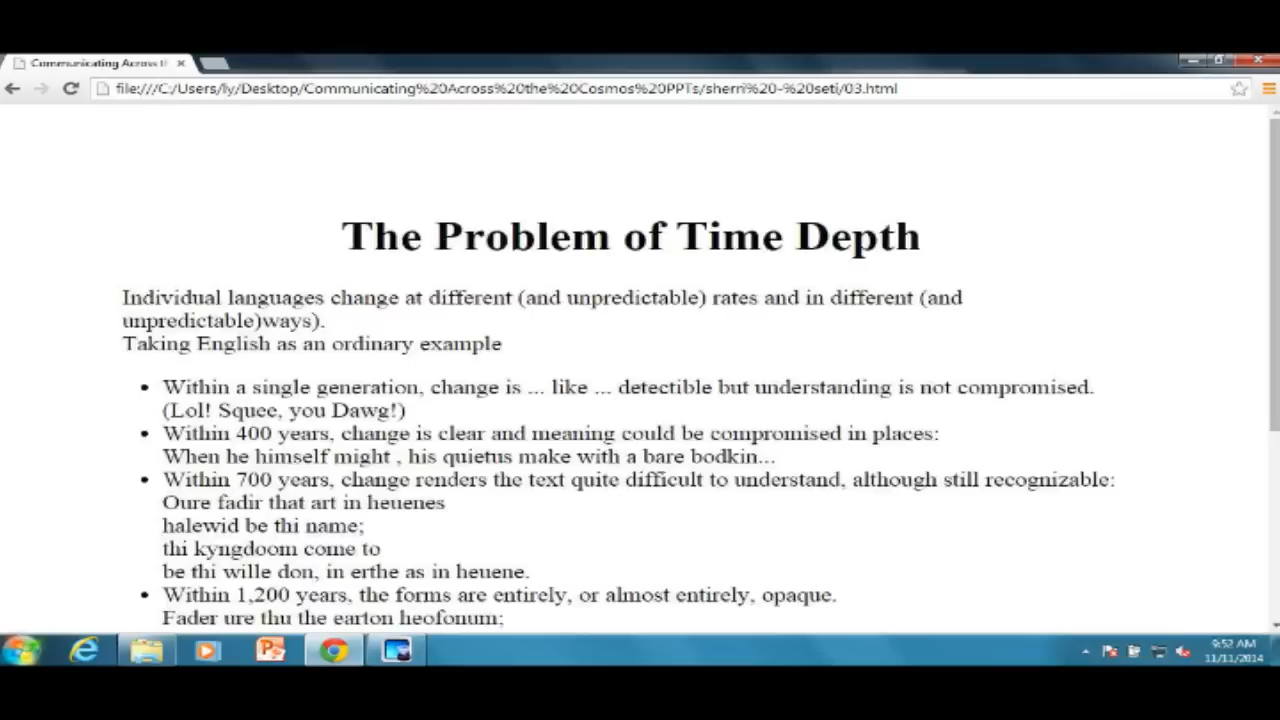 Communicating Across t
file:///C:/Users/ly/Desktop/Communicating%20Across%20the%20Cosmos%20PPTs/sherri%20-%20seti/03.html
The Problem of Time Depth
Individual languages change at different (and unpredictable) rates and in different (and
unpredictable)ways).
Taking English as an ordinary example
• Within a single generation, change is ... like ... detectible but understanding is not compromised.
(Lol! Squee, you Dawg!)
• Within 400 years, change is clear and meaning could be compromised in places:
When he himself might , his quietus make with a bare bodkin...
• Within 700 years, change renders the text quite difficult to understand, although still recognizable:
Oure fadir that art in heuenes
halewid be thi name;
thi kyngdoom come to
be thi wille don, in erthe as in heuene.
• Within 1,200 years, the forms are entirely, or almost entirely, opaque.
Fader ure thu the earton heofonum;
9:52 AM
11/11/2014